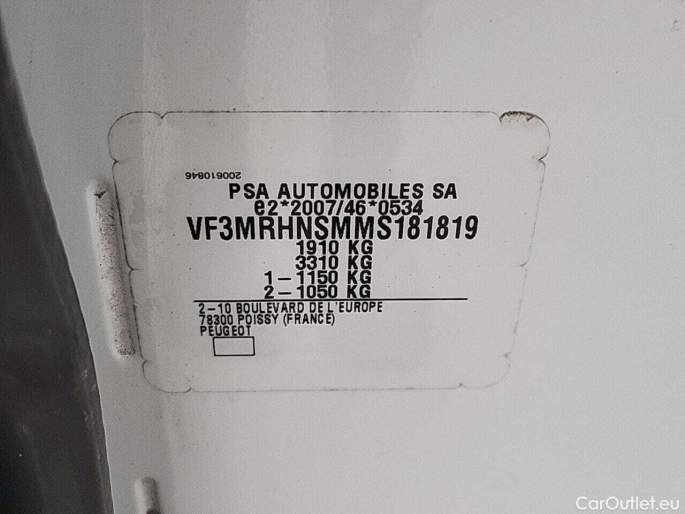 200610846
PSA AUTOMOBILES SA
e2*2007/46*0534
VF3MRHNSMMS181819
1910 KG
3310 KG
1-1150 KG
2-1050 KG
2-10 BOULEVARD DE L'EUROPE
78300 POISSY (FRANCE)
PEUGEOT
CarOutlet.eu